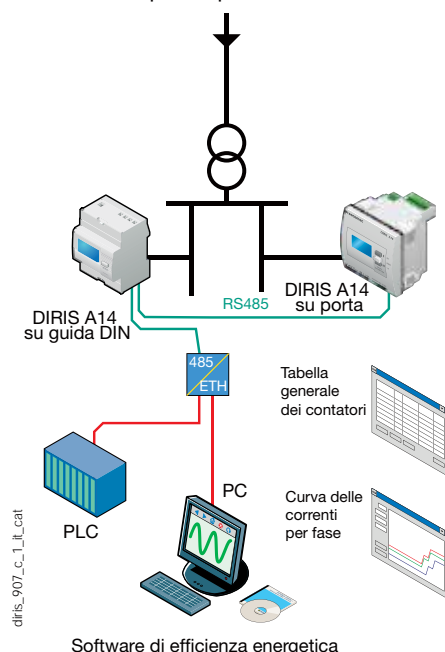 RS485
DIRIS A14
su guida DIN
DIRIS A14
su porta
485
ETH
Tabella
generale
dei contatori
PLC
PC
Curva delle
correnti
per fase
diris_907_c_1_it_cat
Software di efficienza energetica